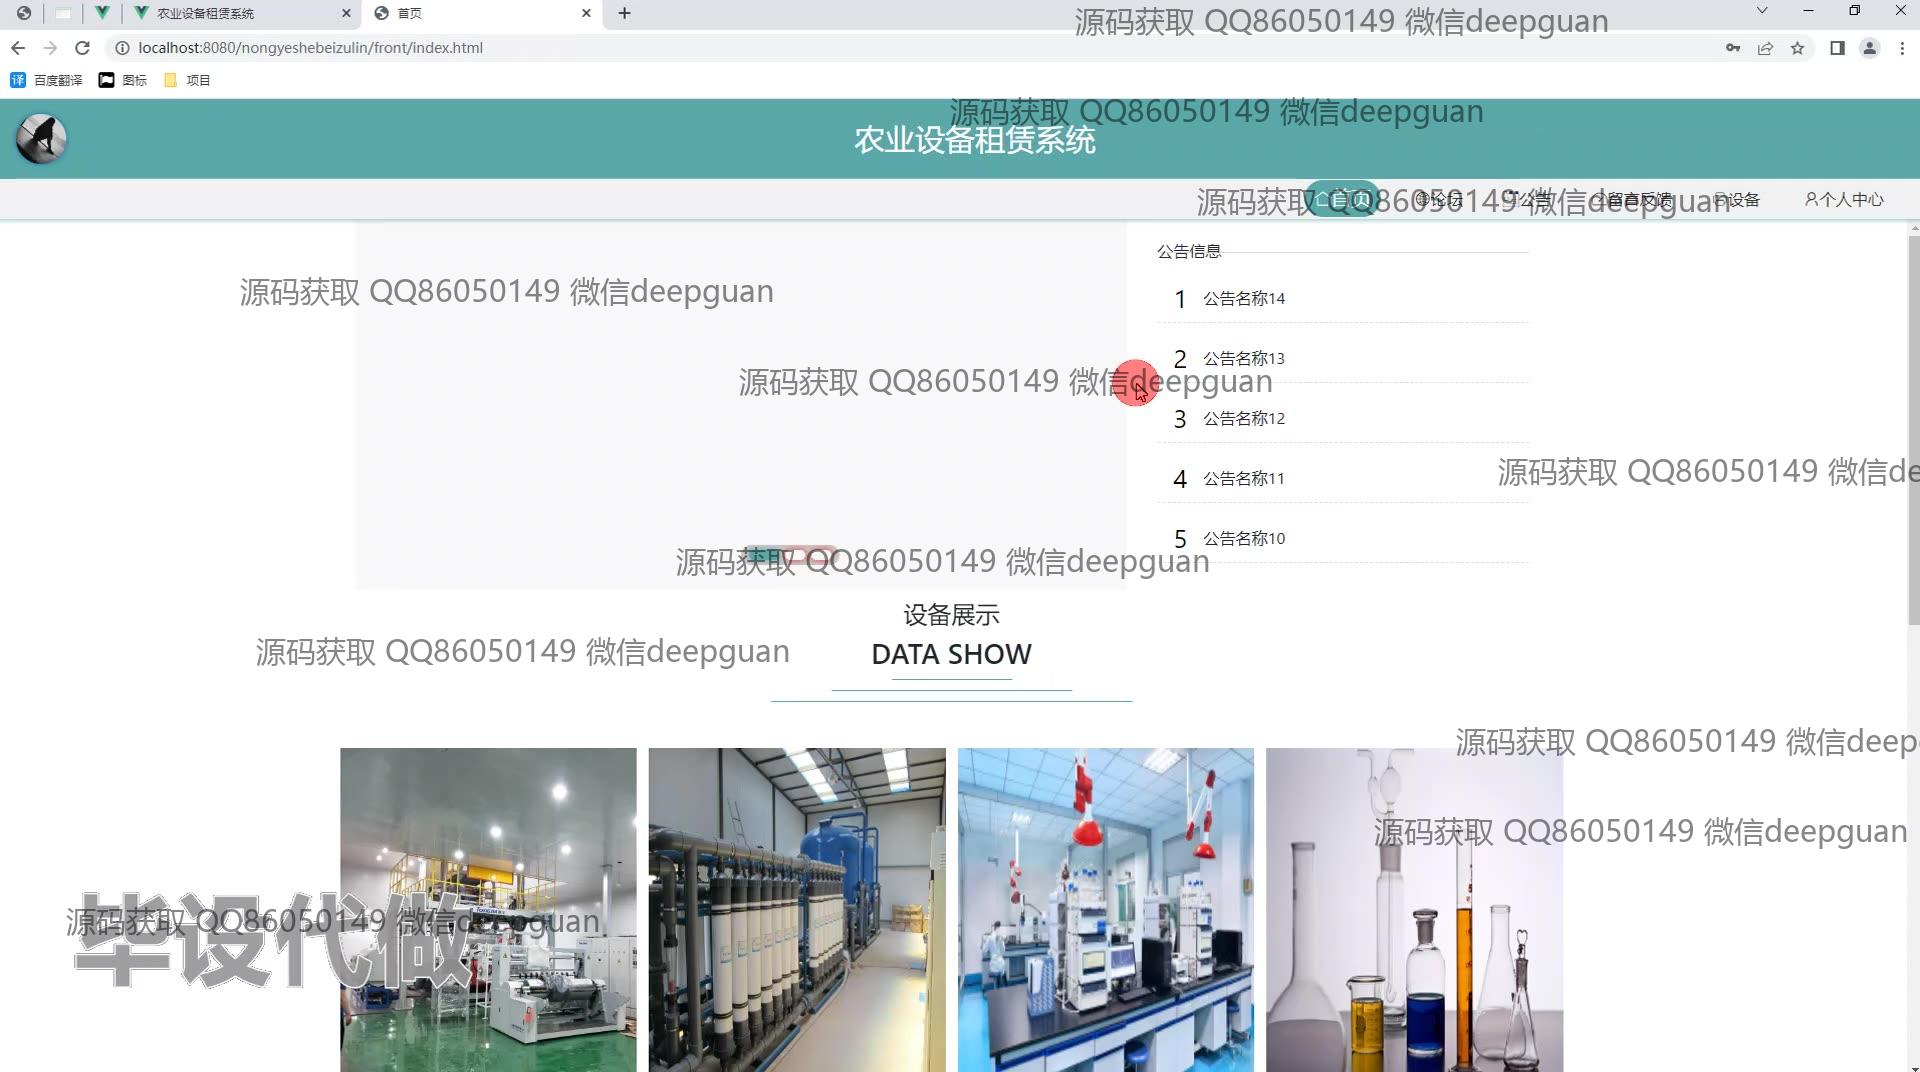 农业设备租赁系统
首页
源码获取 QQ86050149 微信deepguan
localhost:8080/nongyeshebeizulin/front/index.html
译 百度翻译
图标
项目
源码获取 QQ86050149 微信deepguan
农业设备租赁系统
首页
论坛
公告
留言反馈
设备
个人中心
源码获取 QQ86050149 微信deepguan
公告信息
源码获取 QQ86050149 微信deepguan
1 公告名称14
2 公告名称13
源码获取 QQ86050149 微信deepguan
3 公告名称12
源码获取 QQ86050149 微信de
4 公告名称11
5 公告名称10
源码获取 QQ86050149 微信deepguan
设备展示
源码获取 QQ86050149 微信deepguan
DATA SHOW
源码获取 QQ86050149 微信deep
源码获取 QQ86050149 微信deepguan
源码获取 QQ86050149 微信deepguan
毕设代做